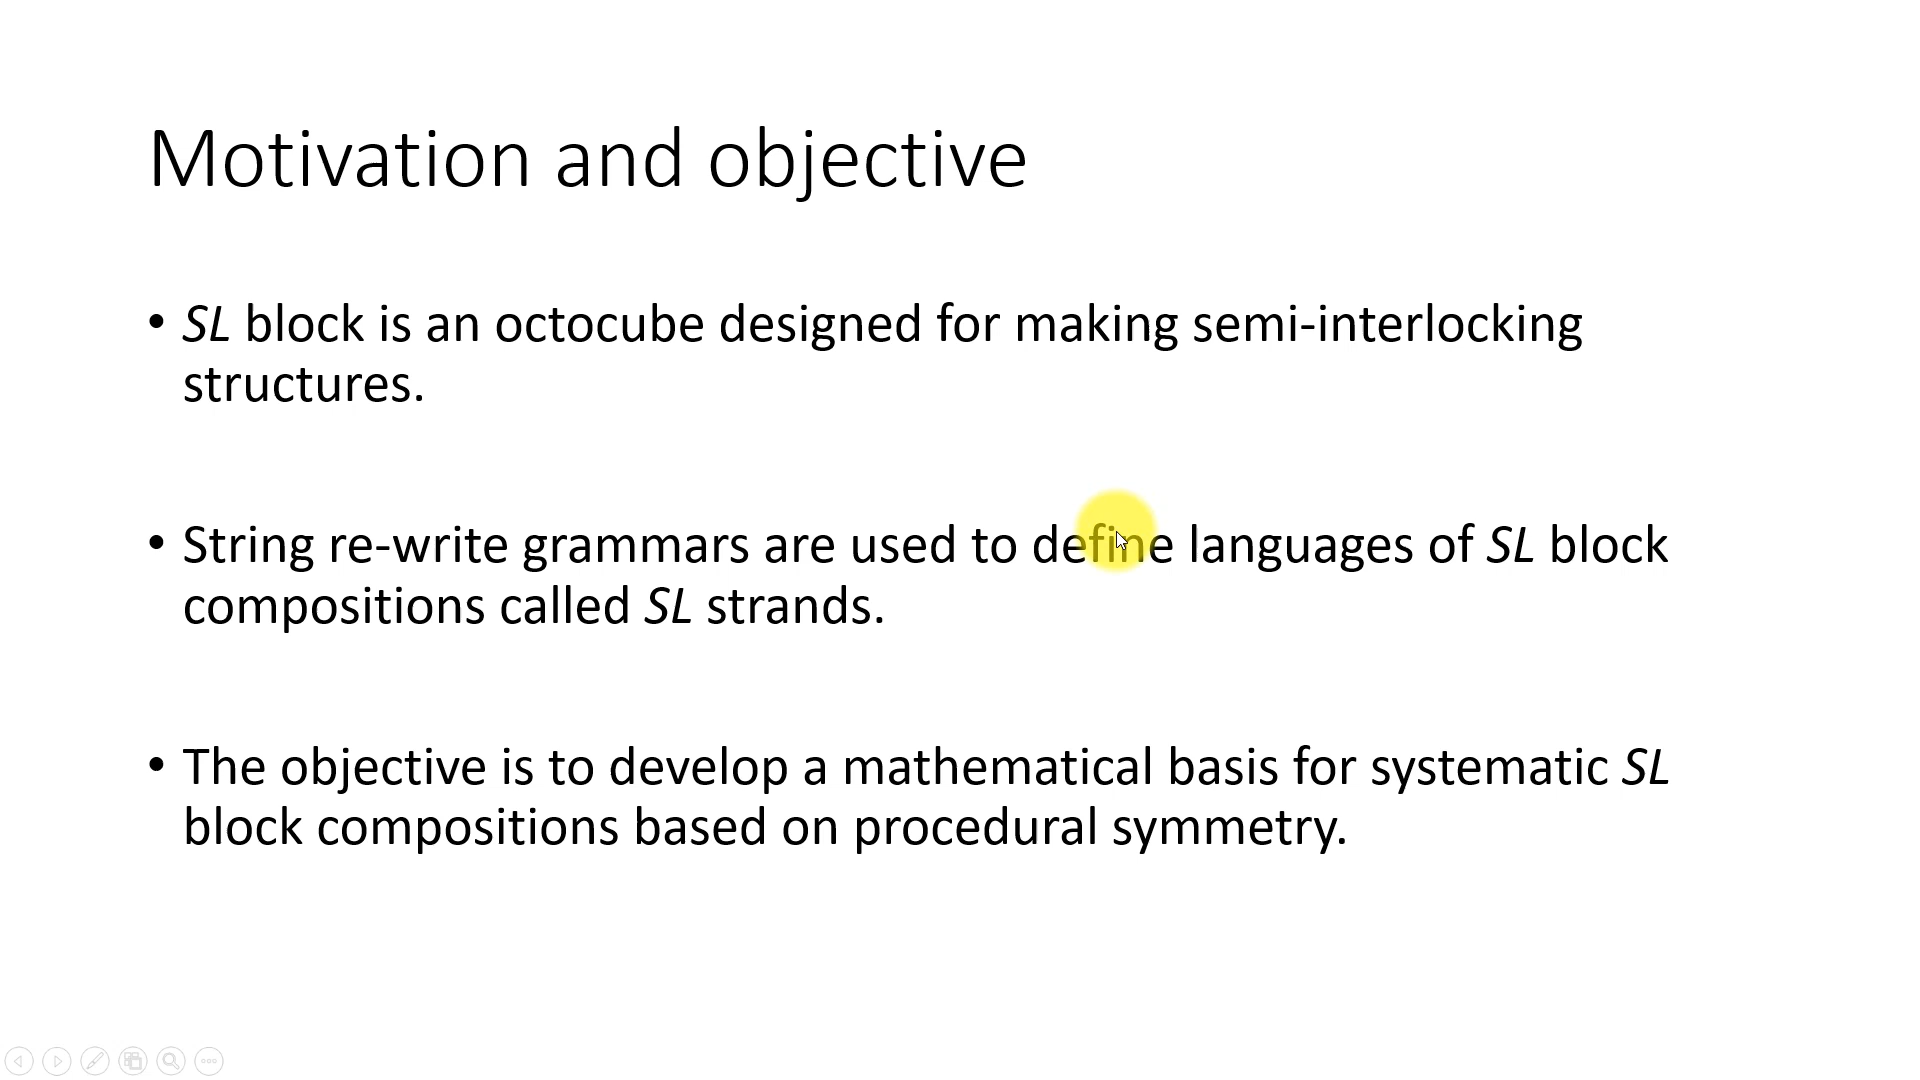 Motivation and objective
• SL block is an octocube designed for making semi-interlocking
structures.
• String re-write grammars are used to define languages of SL block
compositions called SL strands.
• The objective is to develop a mathematical basis for systematic SL
block compositions based on procedural symmetry.